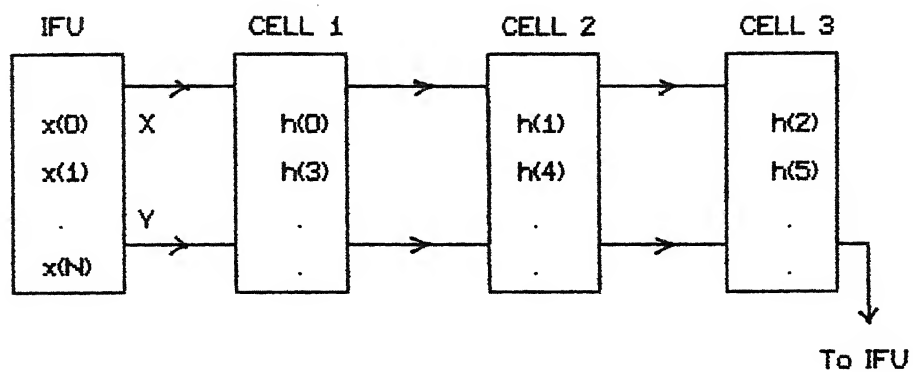 IFU CELL 1 CELL 2 CELL 3
x(0) X h(0) h(1) h(2)
x(1) h(3) h(4) h(5)
. Y . . .
x(N) . . .
To IFU